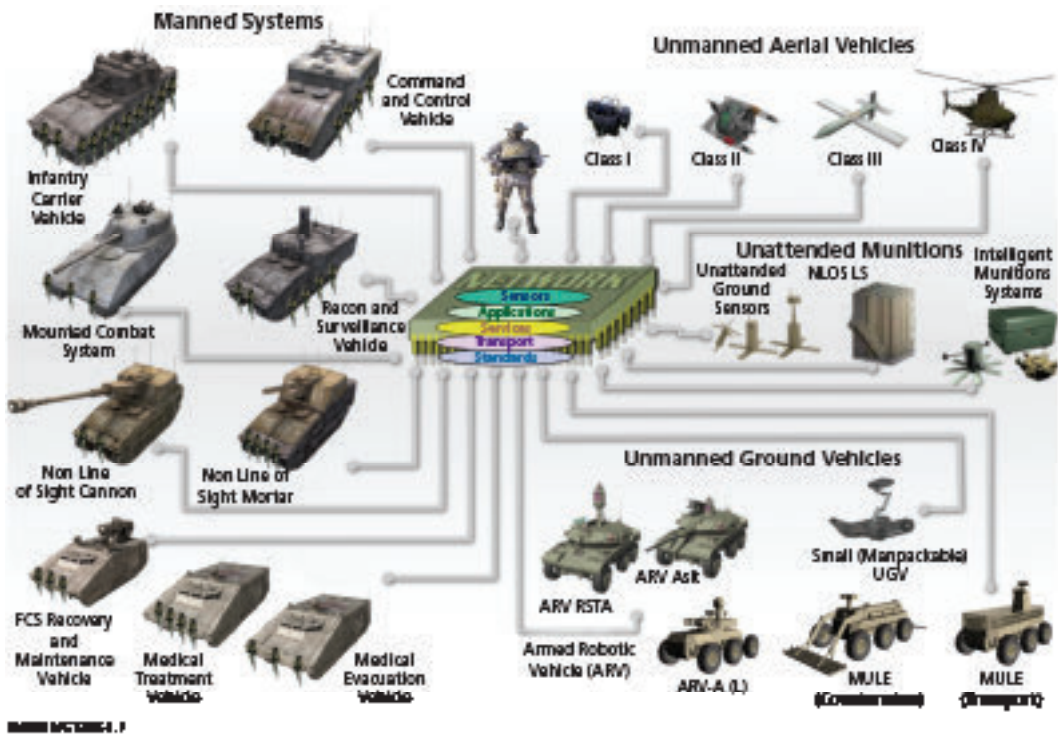 Manned Systems
Unmanned Aerial Vehicles
Command
and Control
Vehicle
Class I
Class II
Class III
Class IV
Infantry
Carrier
Vehicle
Unattended Munitions
NETWORK
Sensors
Applications
Services
Transport
Standards
Unattended
Ground
Sensors
NLOS LS
Intelligent
Munitions
Systems
Mounted Combat
System
Recon and
Surveillance
Vehicle
Non Line
of Sight Cannon
Non Line of
Sight Mortar
Unmanned Ground Vehicles
ARV RSTA
ARV Aslt
Small (Manpackable)
UGV
FCS Recovery
and
Maintenance
Vehicle
Medical
Treatment
Vehicle
Medical
Evacuation
Vehicle
Armed Robotic
Vehicle (ARV)
ARV-A (L)
MULE
(Countermine)
MULE
(Transport)